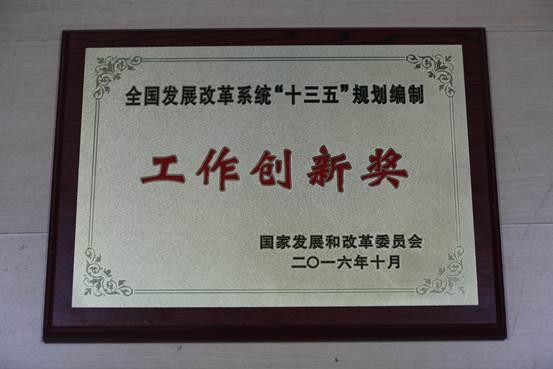 全国发展改革系统“十三五”规划编制
工作创新奖
国家发展和改革委员会
二〇一六年十月